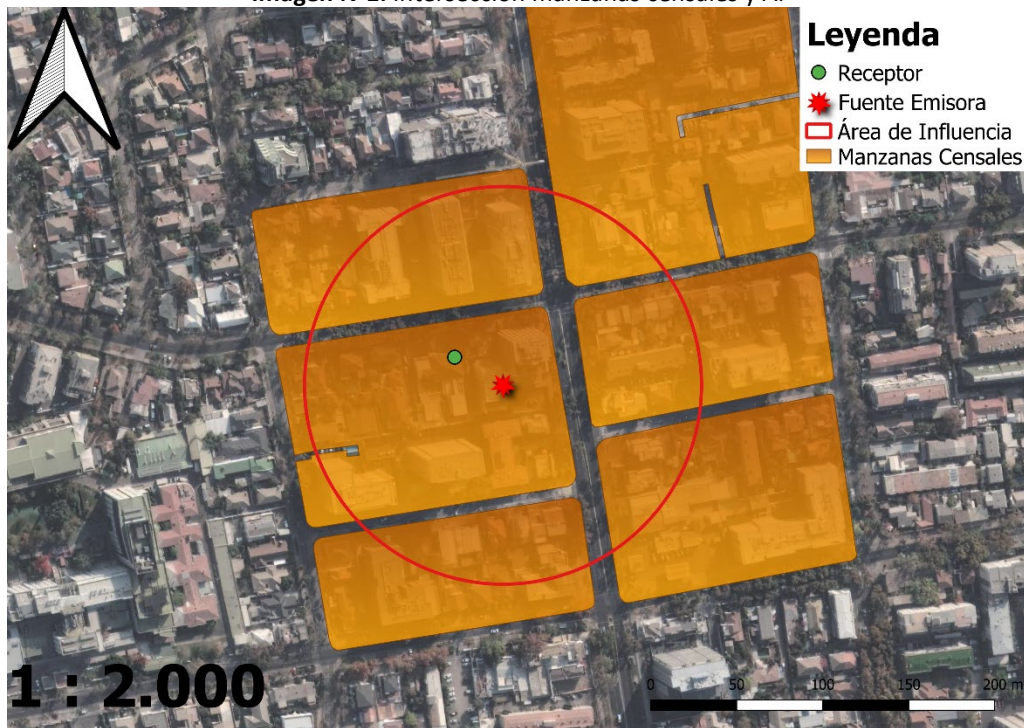 Leyenda
Receptor
Fuente Emisora
Área de Influencia
Manzanas Censales
1 : 2.000
0 50 100 150 200 m